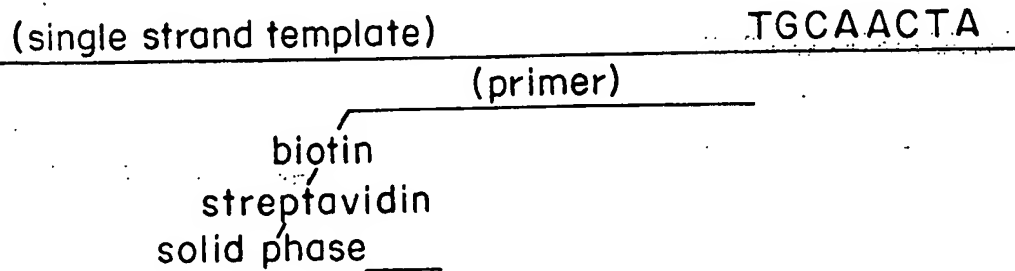 (single strand template) TGCAACTA
(primer)
biotin
streptavidin
solid phase